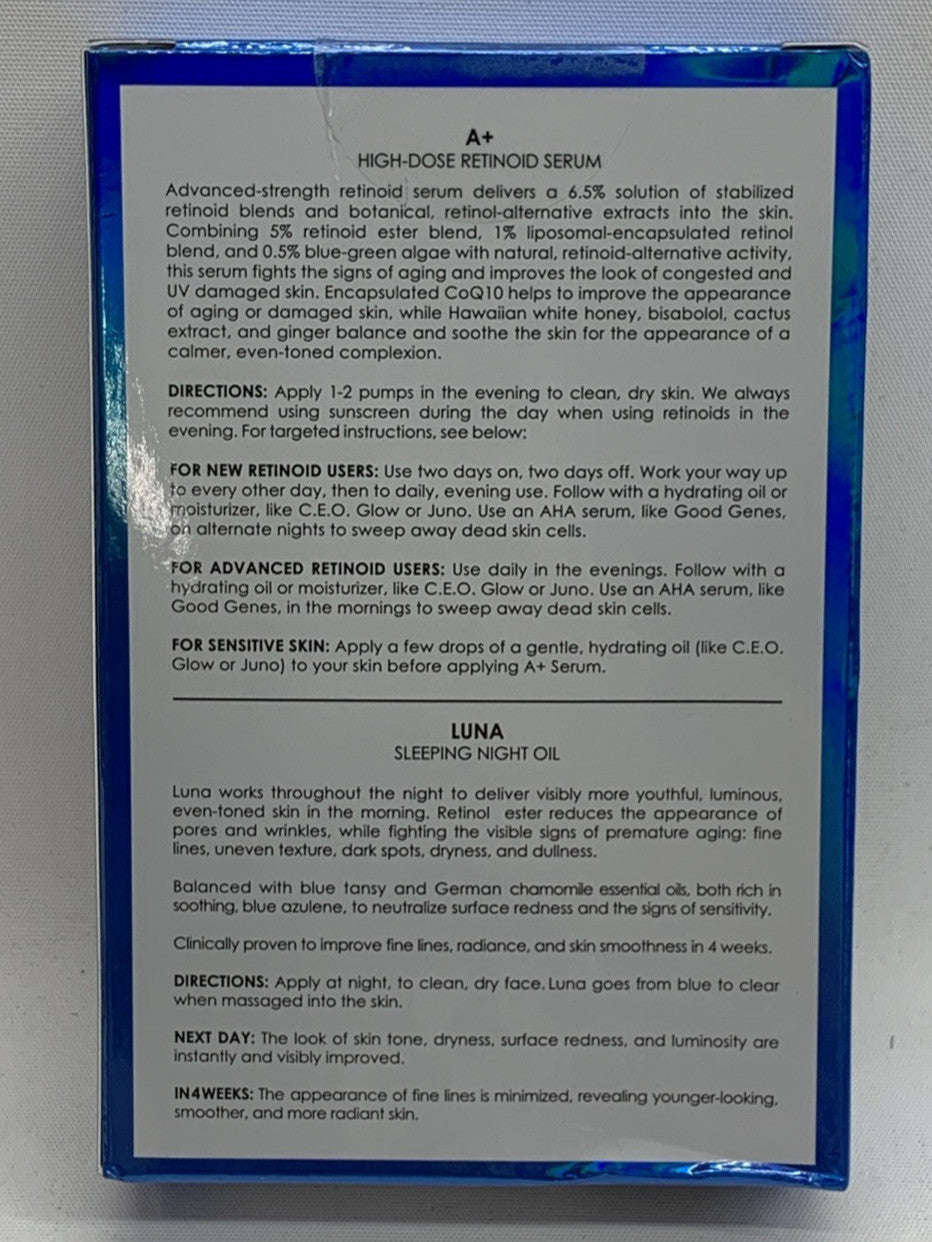 A+
HIGH-DOSE RETINOID SERUM
Advanced-strength retinoid serum delivers a 6.5% solution of stabilized
retinoid blends and botanical, retinol-alternative extracts into the skin.
Combining 5% retinoid ester blend, 1% liposomal-encapsulated retinol
blend, and 0.5% blue-green algae with natural, retinoid-alternative activity,
this serum fights the signs of aging and improves the look of congested and
UV damaged skin. Encapsulated CoQ10 helps to improve the appearance
of aging or damaged skin, while Hawaiian white honey, bisabolol, cactus
extract, and ginger balance and soothe the skin for the appearance of a
calmer, even-toned complexion.
DIRECTIONS: Apply 1-2 pumps in the evening to clean, dry skin. We always
recommend using sunscreen during the day when using retinoids in the
evening. For targeted instructions, see below:
FOR NEW RETINOID USERS: Use two days on, two days off. Work your way up
to every other day, then to daily, evening use. Follow with a hydrating oil or
moisturizer, like C.E.O. Glow or Juno. Use an AHA serum, like Good Genes,
on alternate nights to sweep away dead skin cells.
FOR ADVANCED RETINOID USERS: Use daily in the evenings. Follow with a
hydrating oil or moisturizer, like C.E.O. Glow or Juno. Use an AHA serum, like
Good Genes, in the mornings to sweep away dead skin cells.
FOR SENSITIVE SKIN: Apply a few drops of a gentle, hydrating oil (like C.E.O.
Glow or Juno) to your skin before applying A+ Serum.
LUNA
SLEEPING NIGHT OIL
Luna works throughout the night to deliver visibly more youthful, luminous,
even-toned skin in the morning. Retinol ester reduces the appearance of
pores and wrinkles, while fighting the visible signs of premature aging: fine
lines, uneven texture, dark spots, dryness, and dullness.
Balanced with blue tansy and German chamomile essential oils, both rich in
soothing, blue azulene, to neutralize surface redness and the signs of sensitivity.
Clinically proven to improve fine lines, radiance, and skin smoothness in 4 weeks.
DIRECTIONS: Apply at night, to clean, dry face. Luna goes from blue to clear
when massaged into the skin.
NEXT DAY: The look of skin tone, dryness, surface redness, and luminosity are
instantly and visibly improved.
IN4WEEKS: The appearance of fine lines is minimized, revealing younger-looking,
smoother, and more radiant skin.